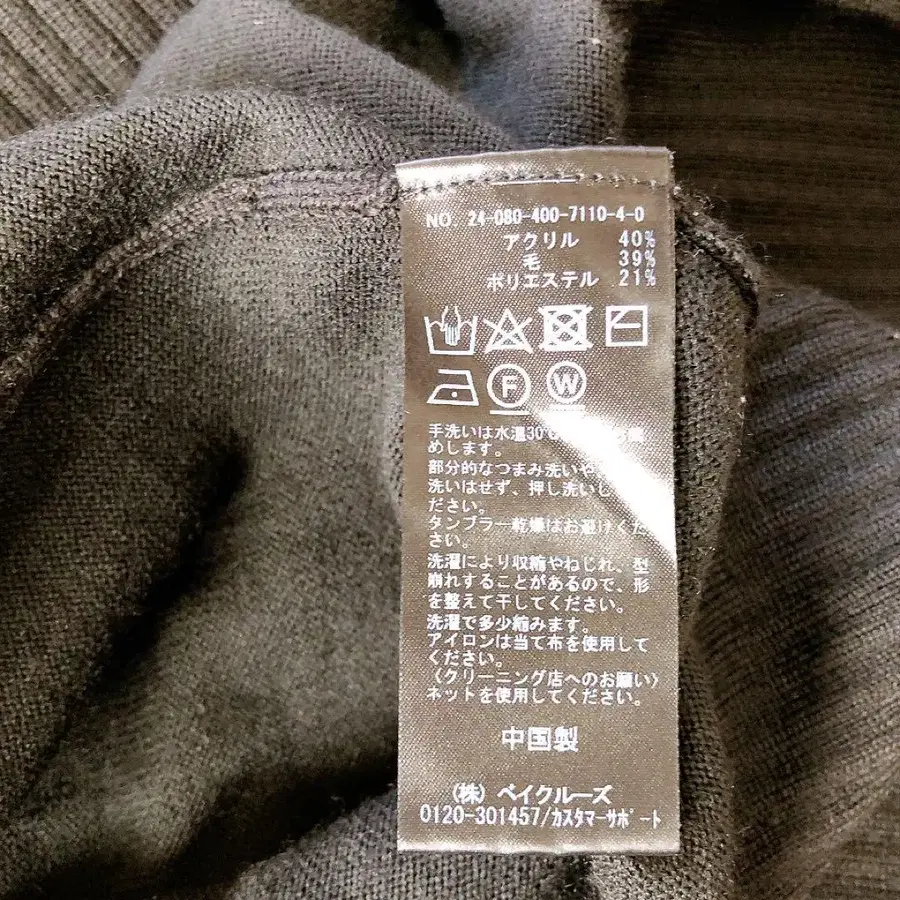 NO. 24-080-400-7110-4-0
アクリル 40%
毛 39%
ポリエステル 21%
F W
手洗いは水温30°
めします。
部分的なつまみ洗いや
洗いはせず、押し洗いし
ださい。
タンブラー乾燥はお避けくだ
さい。
洗濯により収縮やねじれ、型
崩れすることがあるので、形
を整えて干してください。
洗濯で多少縮みます。
アイロンは当て布を使用して
ください。
〈クリーニング店へのお願い〉
ネットを使用してください。
中国製
(株) ベイクルーズ
0120-301457/カスタマーサポート